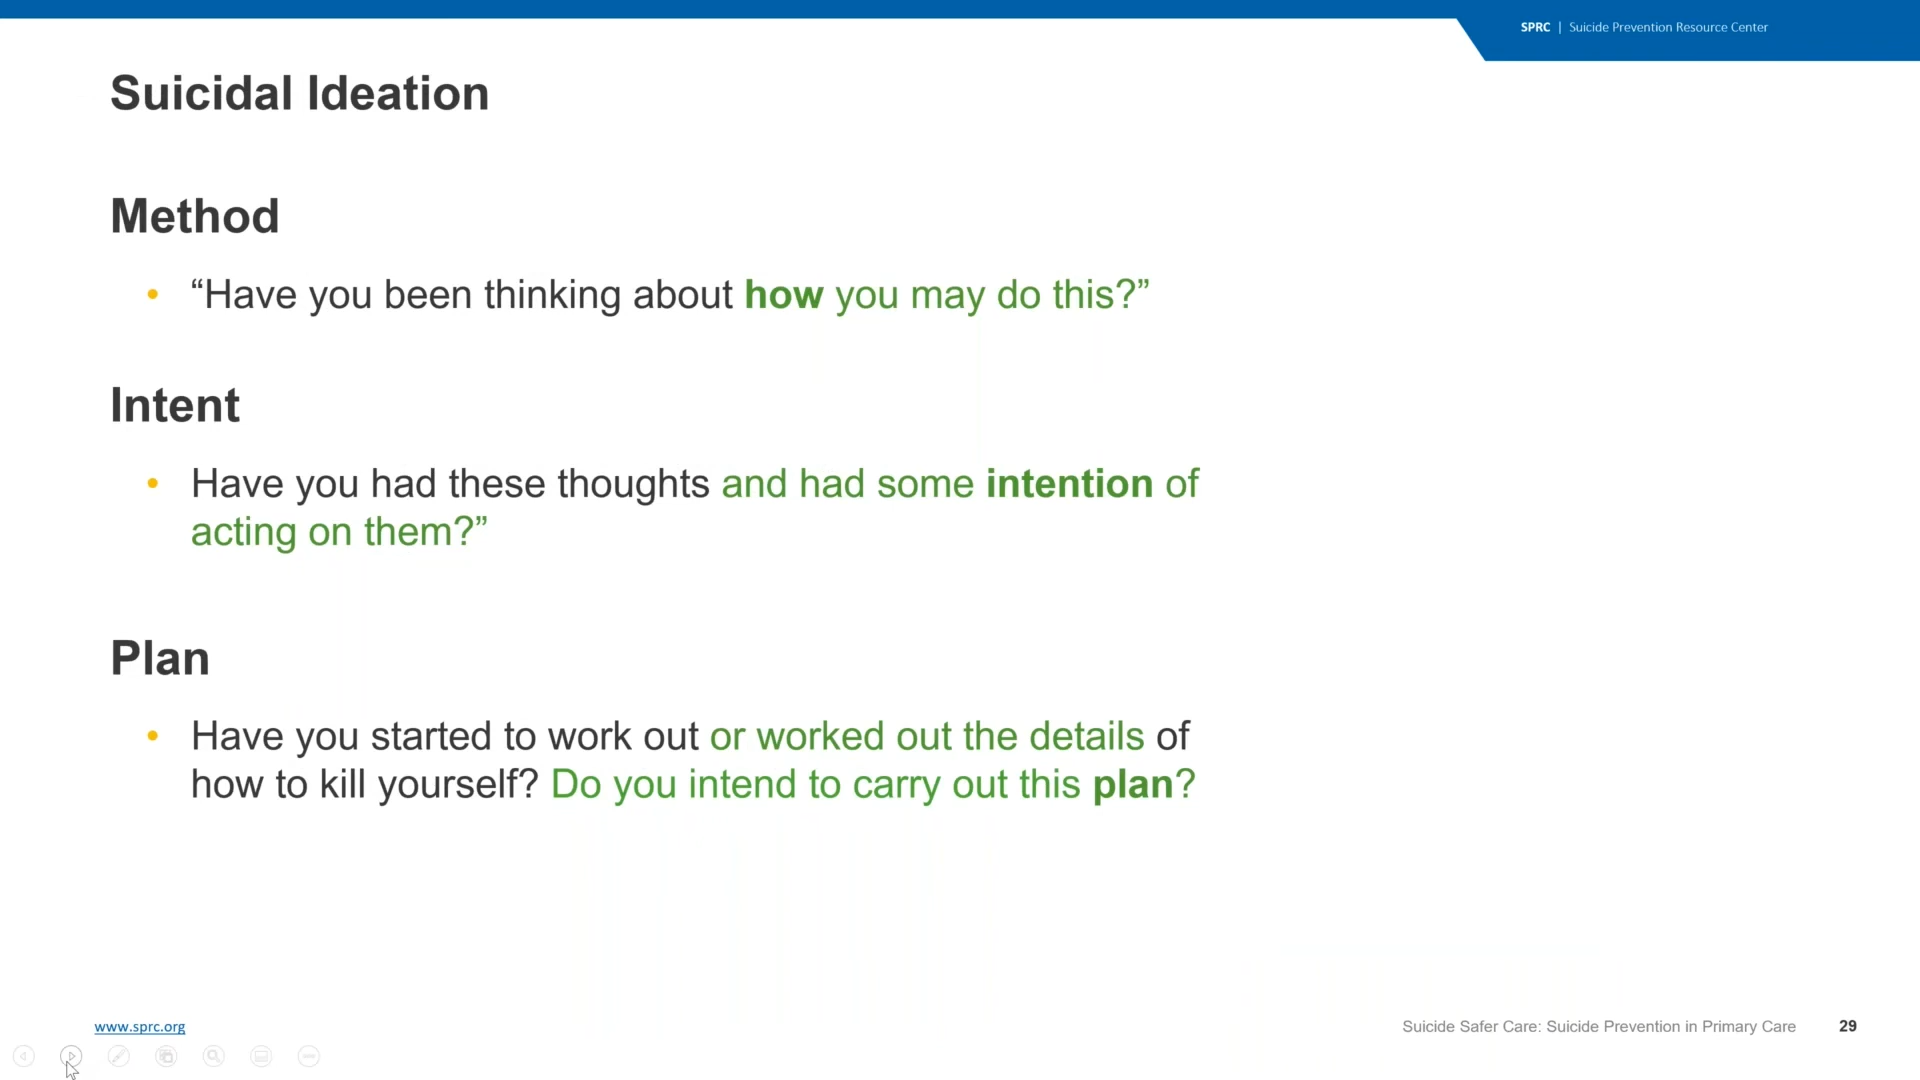 SPRC | Suicide Prevention Resource Center
Suicidal Ideation
Method
• “Have you been thinking about how you may do this?”
Intent
• Have you had these thoughts and had some intention of
acting on them?”
Plan
• Have you started to work out or worked out the details of
how to kill yourself? Do you intend to carry out this plan?
www.sprc.org
Suicide Safer Care: Suicide Prevention in Primary Care 29